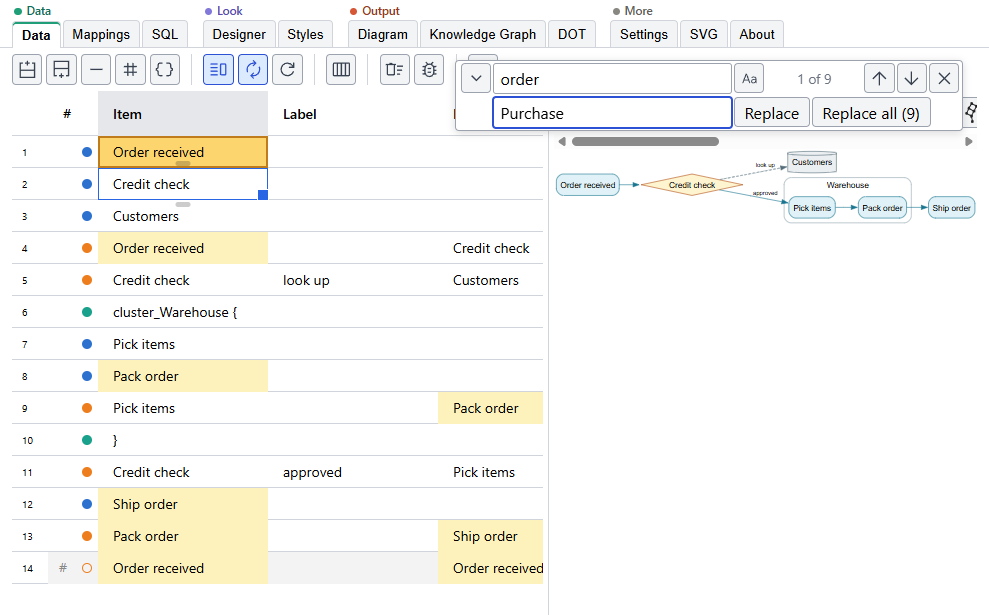 Data Look Output More
Data Mappings SQL Designer Styles Diagram Knowledge Graph DOT Settings SVG About
order Aa 1 of 9
Purchase Replace Replace all (9)
# Item Label
1 Order received
2 Credit check
3 Customers
4 Order received Credit check
5 Credit check look up Customers
6 cluster_Warehouse {
7 Pick items
8 Pack order
9 Pick items Pack order
10 }
11 Credit check approved Pick items
12 Ship order
13 Pack order Ship order
14 # Order received Order received
look up Customers
Order received Credit check Warehouse
approved
Pick items Pack order Ship order